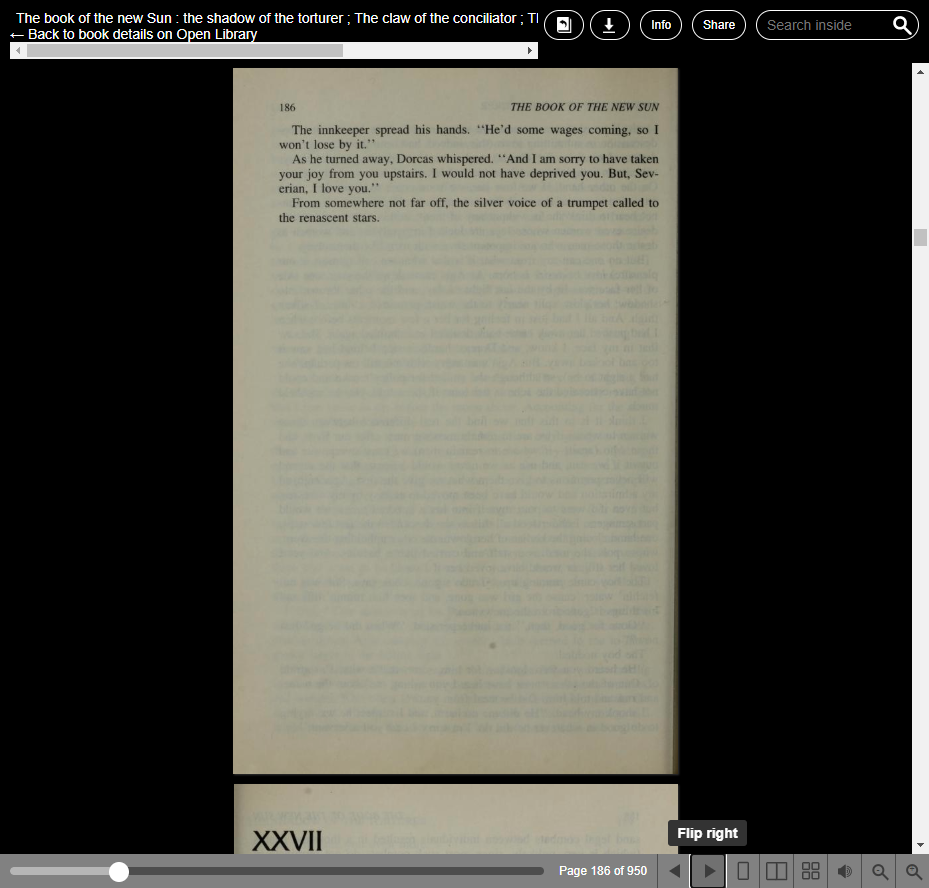 The book of the new Sun : the shadow of the torturer ; The claw of the conciliator ; Tl
← Back to book details on Open Library
Info
Share
Search inside
186
THE BOOK OF THE NEW SUN
The innkeeper spread his hands. ‘‘He’d some wages coming, so I
won’t lose by it.’’
As he turned away, Dorcas whispered. ‘‘And I am sorry to have taken
your joy from you upstairs. I would not have deprived you. But, Sev-
erian, I love you.’’
From somewhere not far off, the silver voice of a trumpet called to
the renascent stars.
XXVII
Flip right
Page 186 of 950